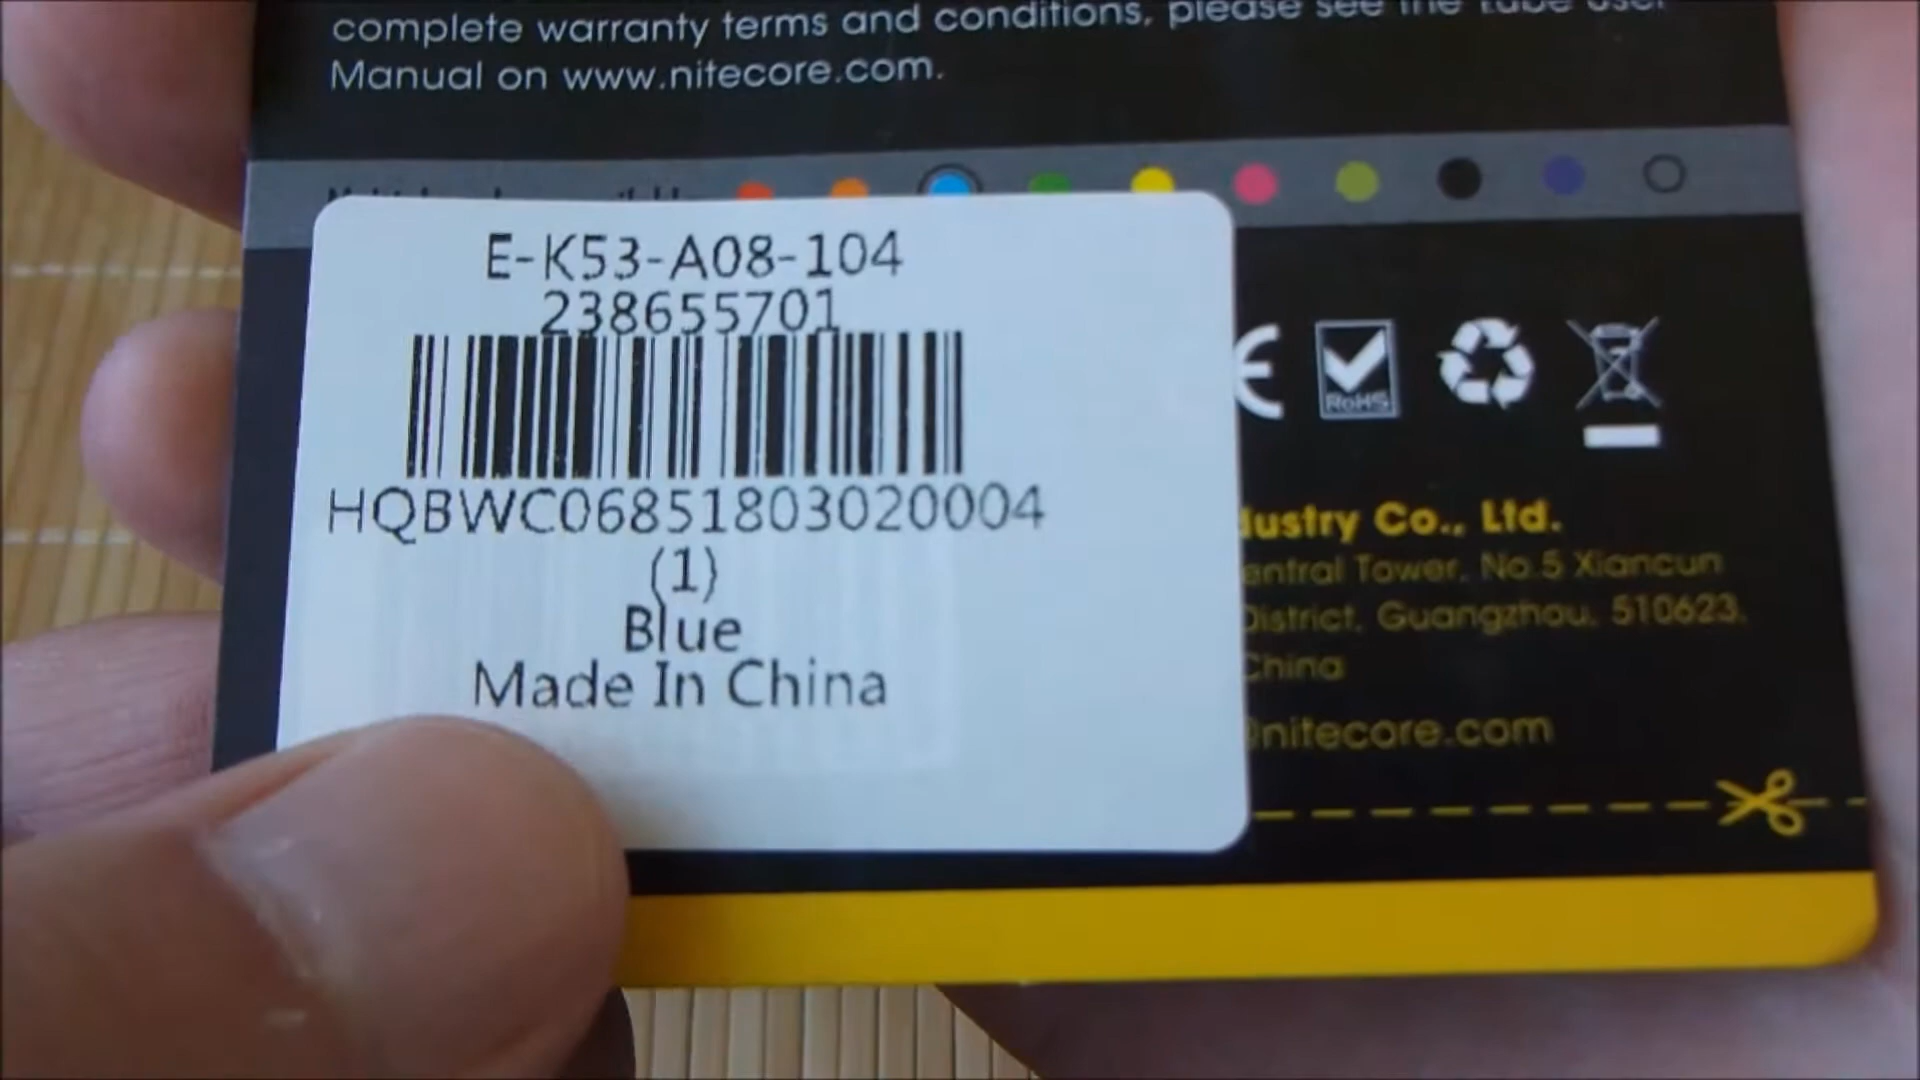 complete warranty terms and conditions, please see the Tube user
Manual on www.nitecore.com.
E-K53-A08-104
238655701
HQBWC06851803020004
(1)
Blue
Made In China
CE
RoHS
dustry Co., Ltd.
entral Tower, No.5 Xiancun
District, Guangzhou, 510623,
China
@nitecore.com